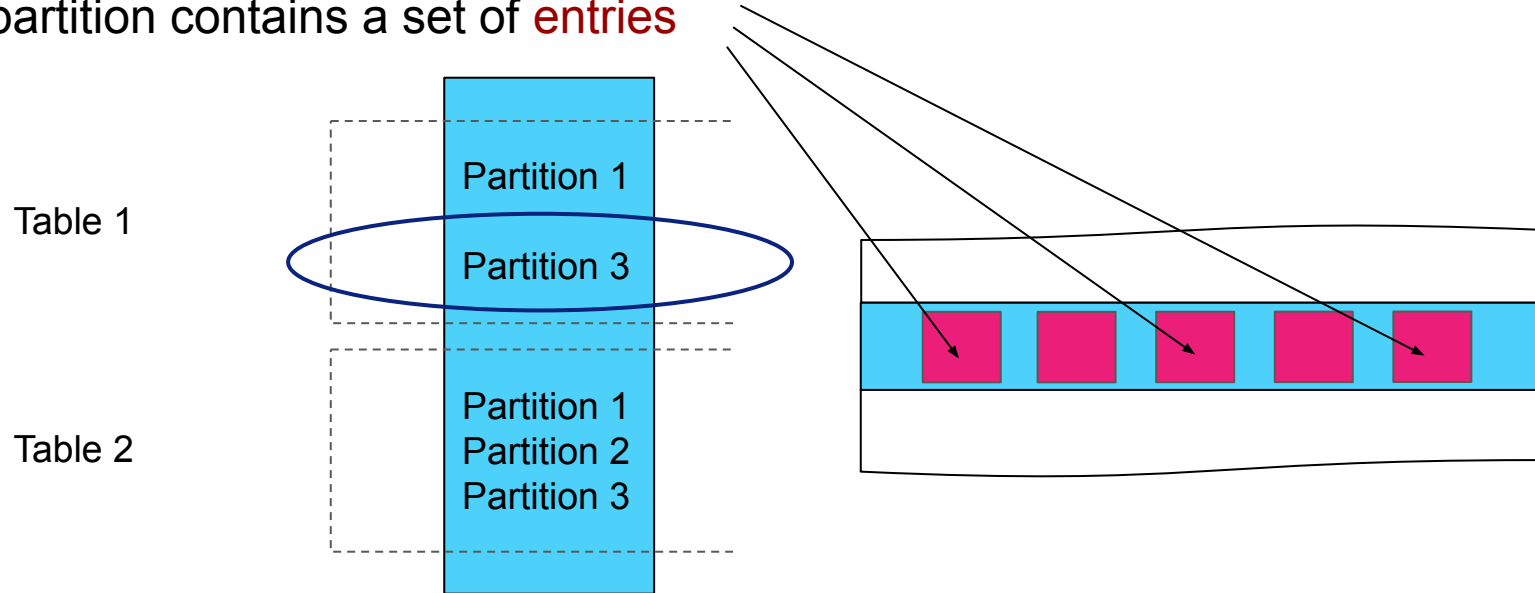 partition contains a set of entries
Partition 1
Table 1
Partition 3
Partition 1
Table 2
Partition 2
Partition 3